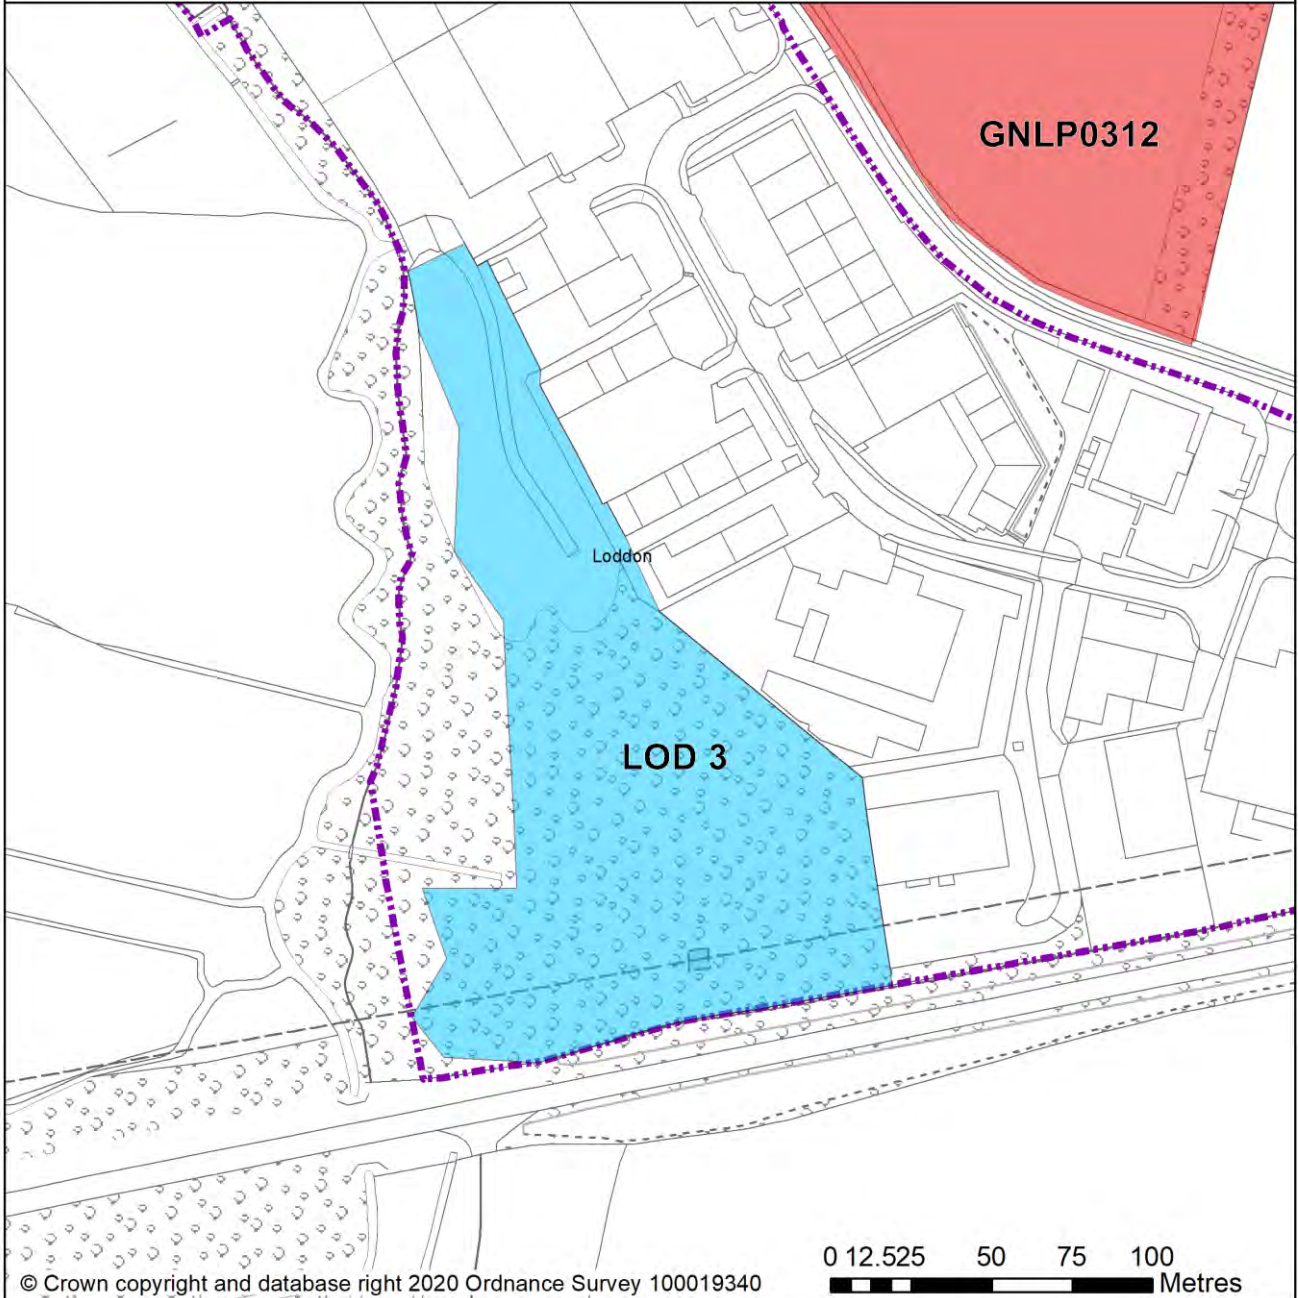 GNLP0312
Loddon
LOD 3
0 12.525 50 75 100
Metres
© Crown copyright and database right 2020 Ordnance Survey 100019340